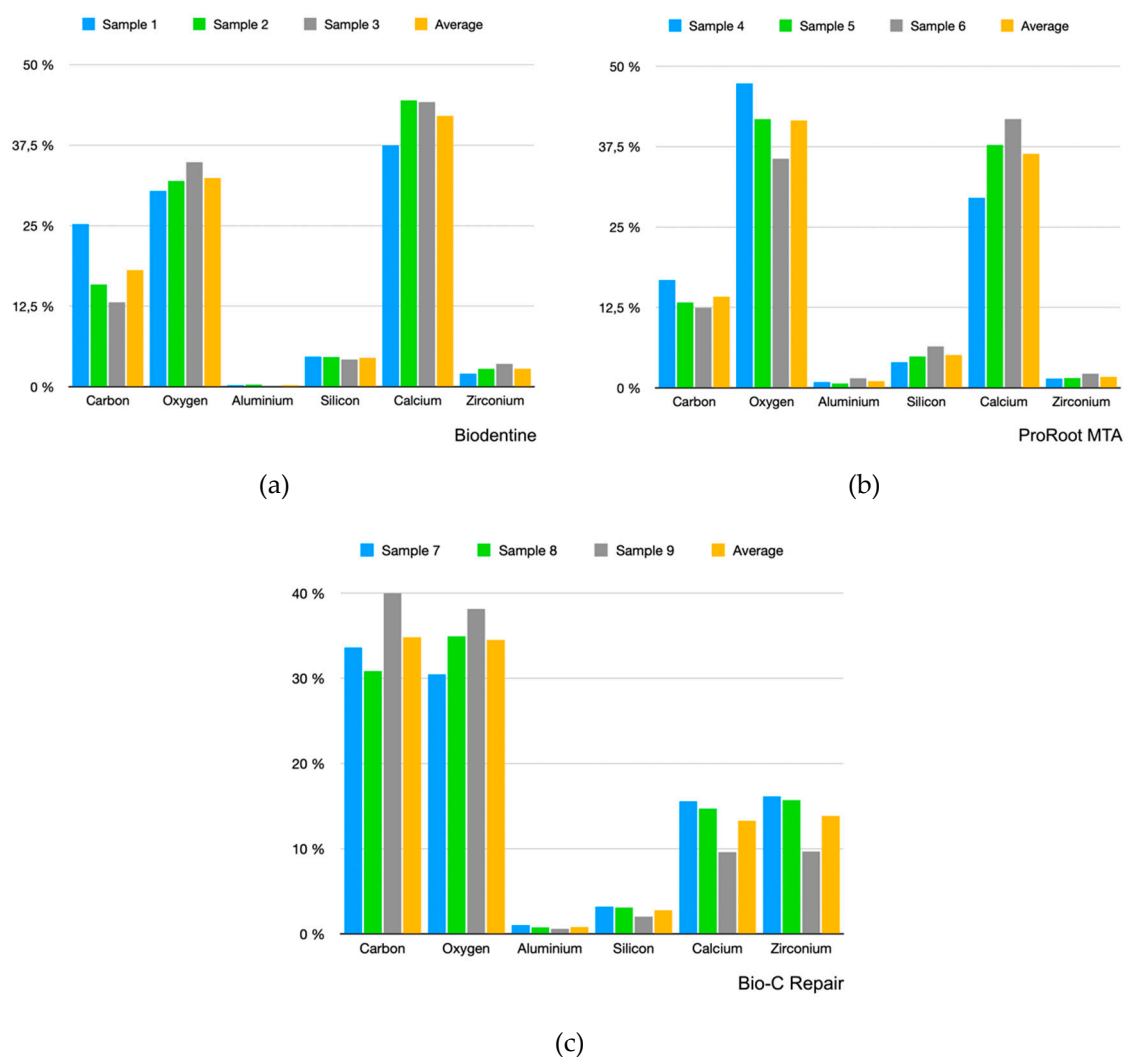 Sample 1 Sample 2 Sample 3 Average
50 %
37,5 %
25 %
12,5 %
0 %
Carbon Oxygen Aluminium Silicon Calcium Zirconium
Biodentine
(a)
Sample 4 Sample 5 Sample 6 Average
50 %
37,5 %
25 %
12,5 %
0 %
Carbon Oxygen Aluminium Silicon Calcium Zirconium
ProRoot MTA
(b)
Sample 7 Sample 8 Sample 9 Average
40 %
30 %
20 %
10 %
0 %
Carbon Oxygen Aluminium Silicon Calcium Zirconium
Bio-C Repair
(c)